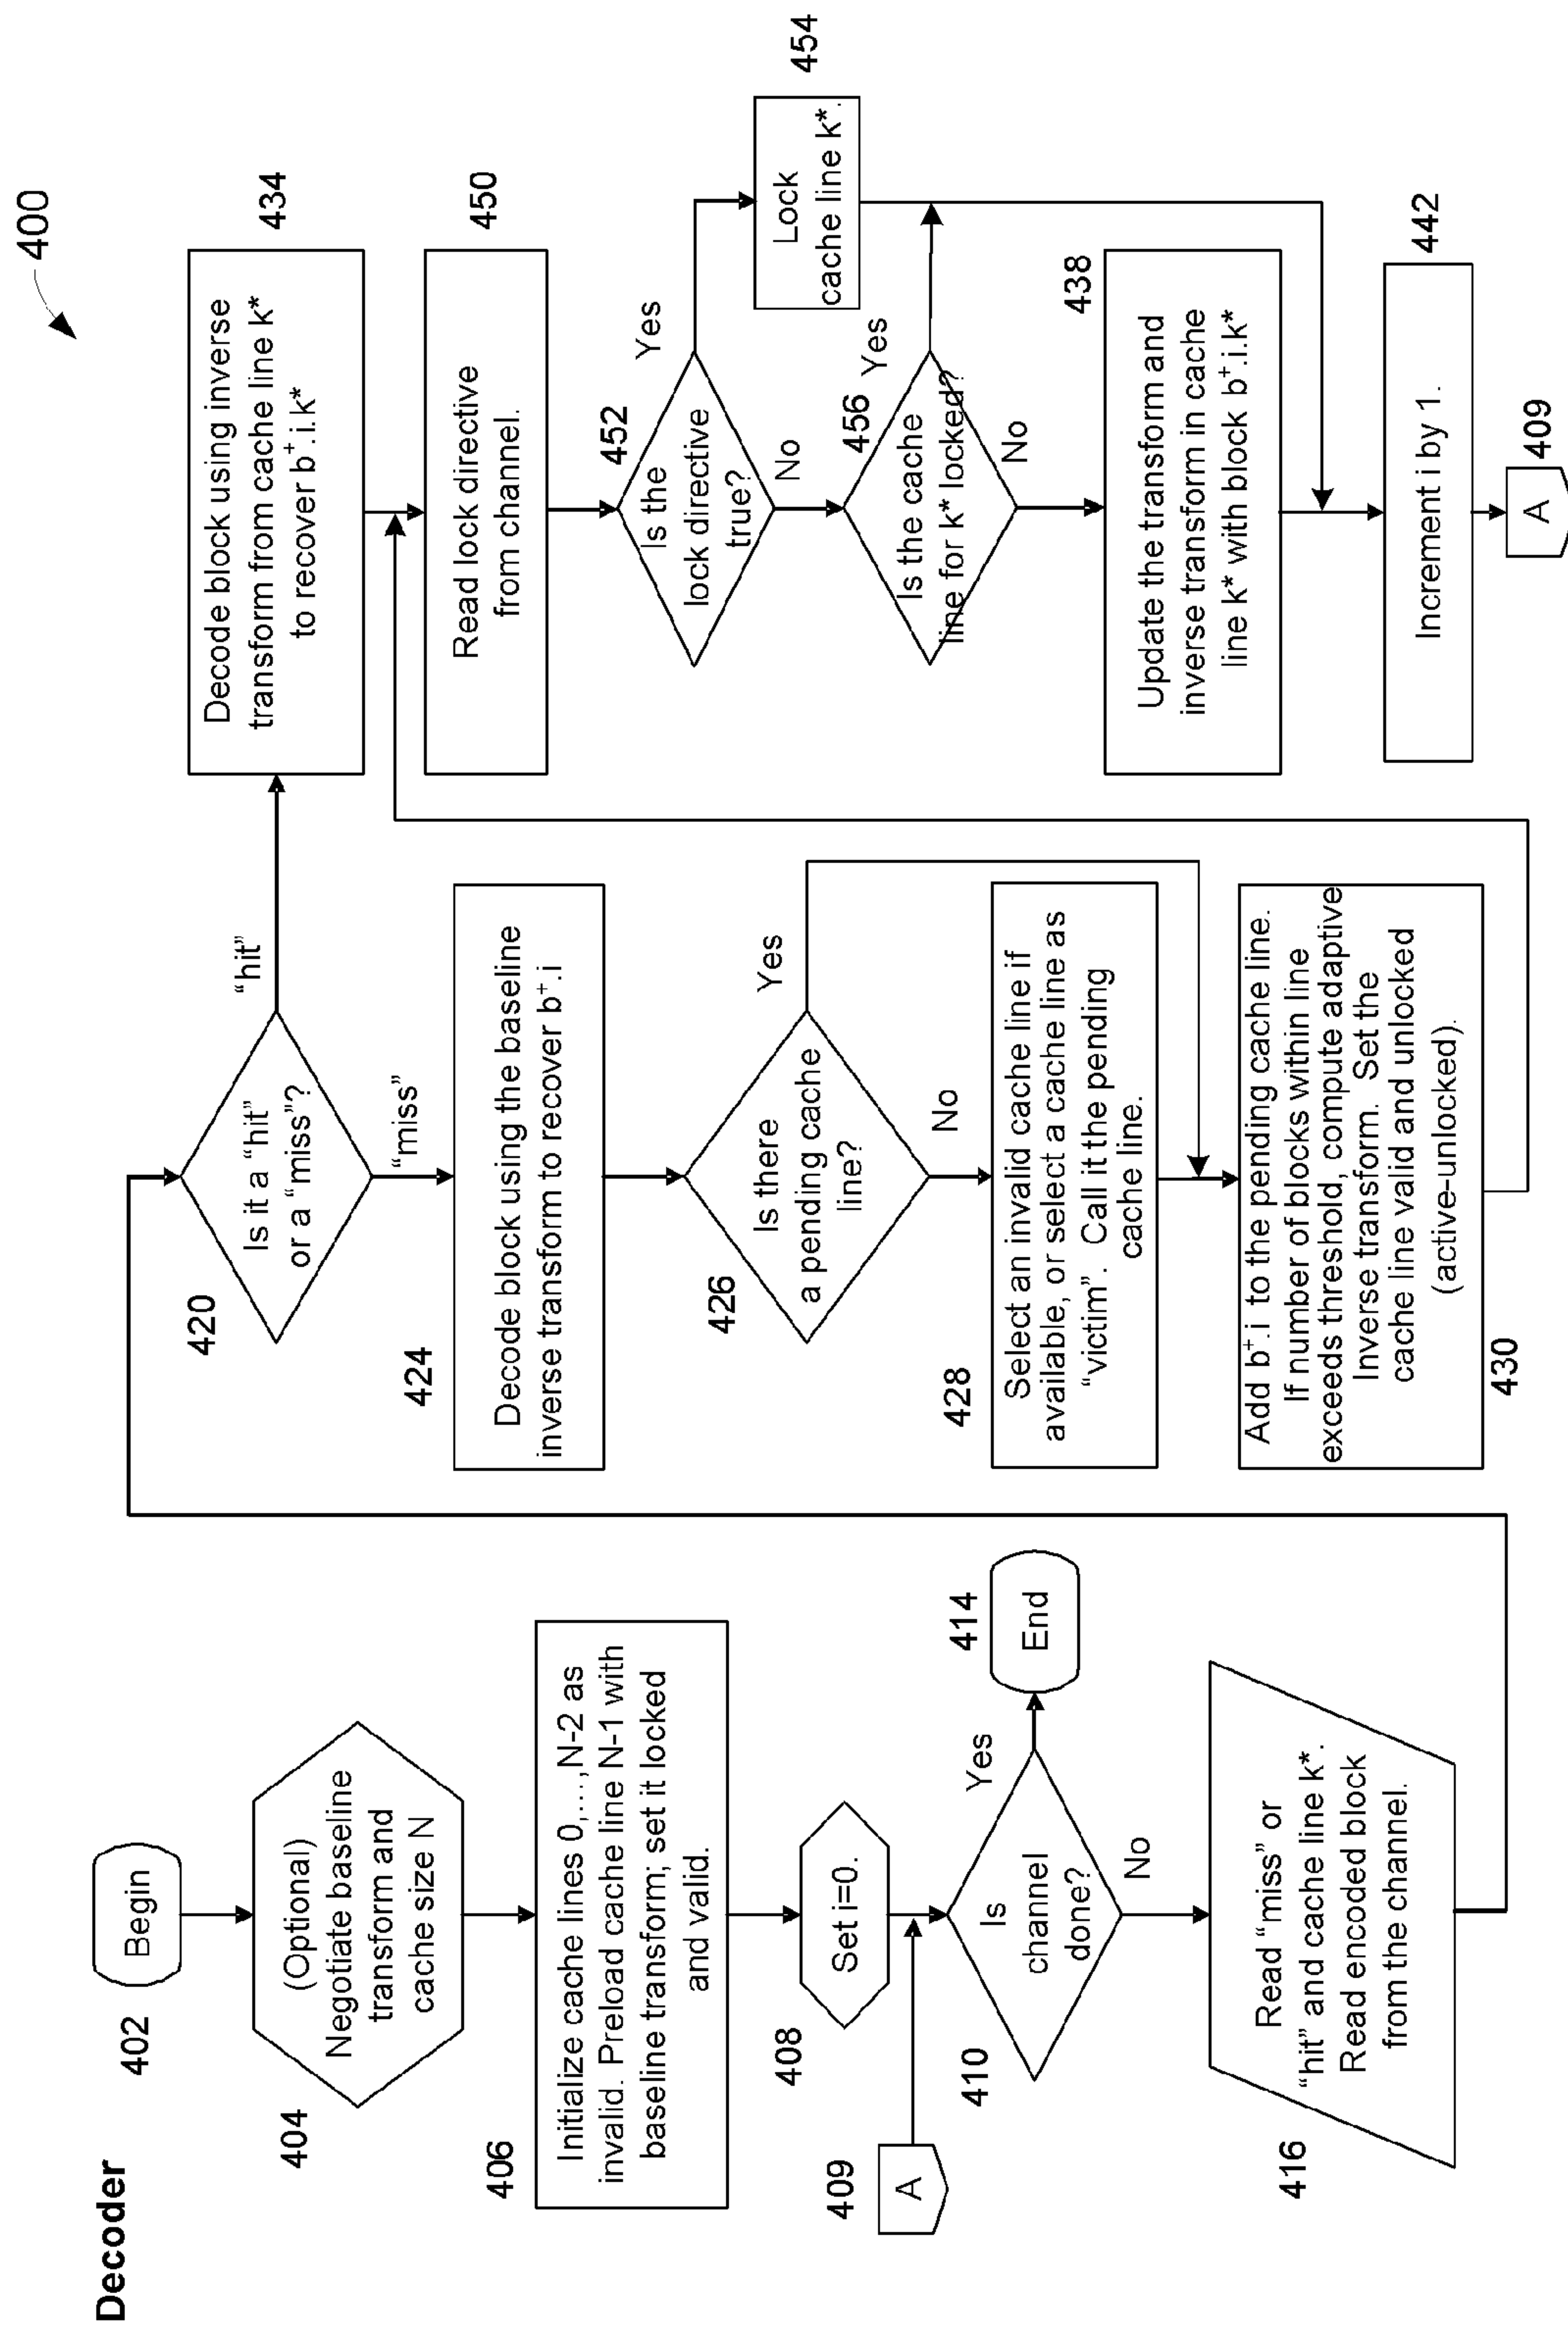 Decoder
400
402
Begin
404
(Optional)
Negotiate baseline
transform and
cache size N
406
Initialize cache lines 0,…,N-2 as
invalid. Preload cache line N-1 with
baseline transform; set it locked
and valid.
408
Set i=0.
409
A
410
Is
channel
done?
Yes
No
414
End
416
Read “miss” or
“hit” and cache line k*.
Read encoded block
from the channel.
420
Is it a “hit”
or a “miss”?
“hit”
“miss”
424
Decode block using the baseline
inverse transform to recover b+.i
426
Is there
a pending cache
line?
Yes
No
428
Select an invalid cache line if
available, or select a cache line as
“victim”. Call it the pending
cache line.
Add b+.i to the pending cache line.
If number of blocks within line
exceeds threshold, compute adaptive
Inverse transform. Set the
cache line valid and unlocked
(active-unlocked).
430
434
Decode block using inverse
transform from cache line k*
to recover b+.i.k*
450
Read lock directive
from channel.
452
Is the
lock directive
true?
Yes
No
454
Lock
cache line k*.
456
Is the cache
line for k* locked?
Yes
No
438
Update the transform and
inverse transform in cache
line k* with block b+.i.k*
442
Increment i by 1.
A
409